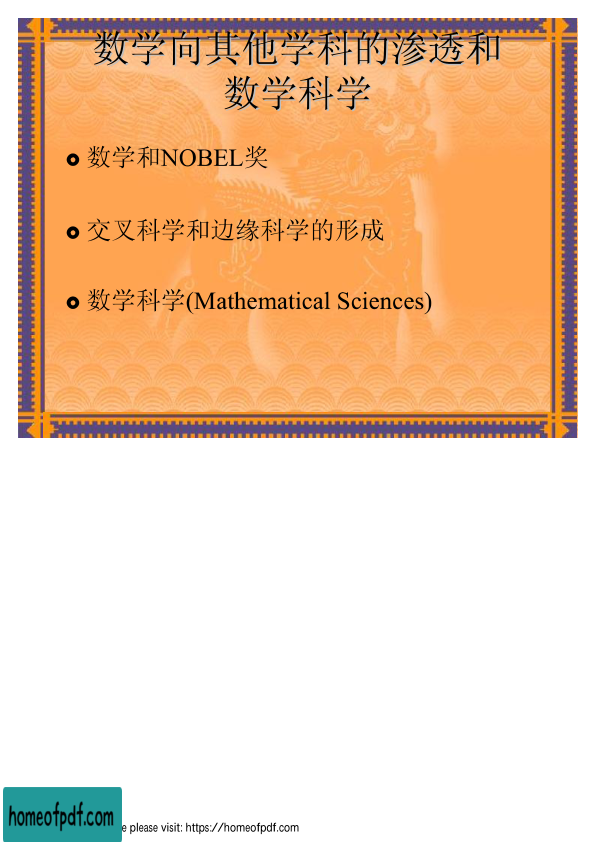 数学向其他学科的渗透和
数学科学
数学和NOBEL奖
交叉科学和边缘科学的形成
数学科学(Mathematical Sciences)
homeofpdf.com
please visit: https://homeofpdf.com